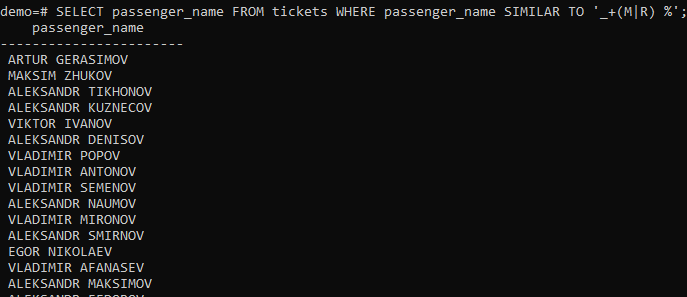 demo=# SELECT passenger_name FROM tickets WHERE passenger_name SIMILAR TO '_+(M|R) %';
passenger_name
-----------------------
ARTUR GERASIMOV
MAKSIM ZHUKOV
ALEKSANDR TIKHONOV
ALEKSANDR KUZNECOV
VIKTOR IVANOV
ALEKSANDR DENISOV
VLADIMIR POPOV
VLADIMIR ANTONOV
VLADIMIR SEMENOV
ALEKSANDR NAUMOV
VLADIMIR MIRONOV
ALEKSANDR SMIRNOV
EGOR NIKOLAEV
VLADIMIR AFANASEV
ALEKSANDR MAKSIMOV